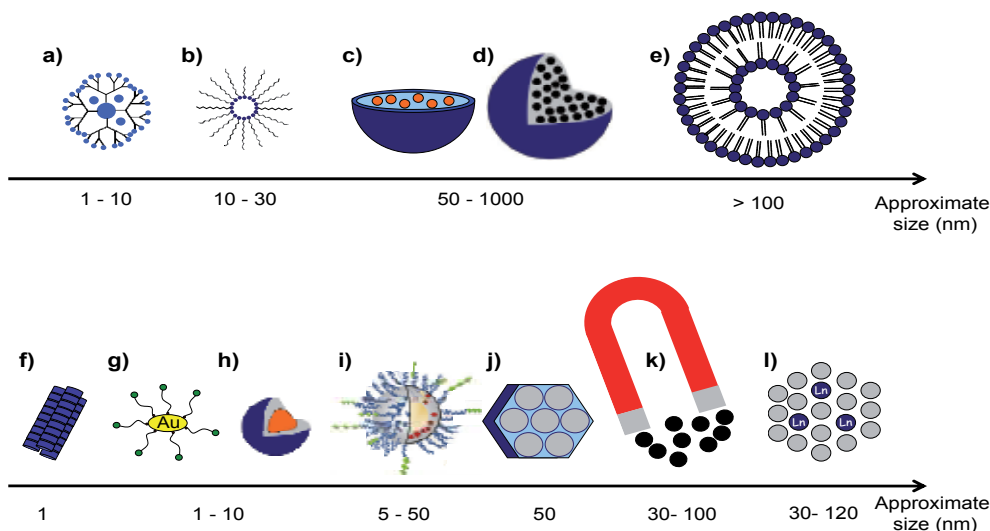 a)
b)
c)
d)
e)
1 - 10
10 - 30
50 - 1000
> 100
Approximate
size (nm)
f)
g)
h)
i)
j)
k)
l)
Au
Ln
Ln
Ln
1
1 - 10
5 - 50
50
30- 100
30- 120
Approximate
size (nm)